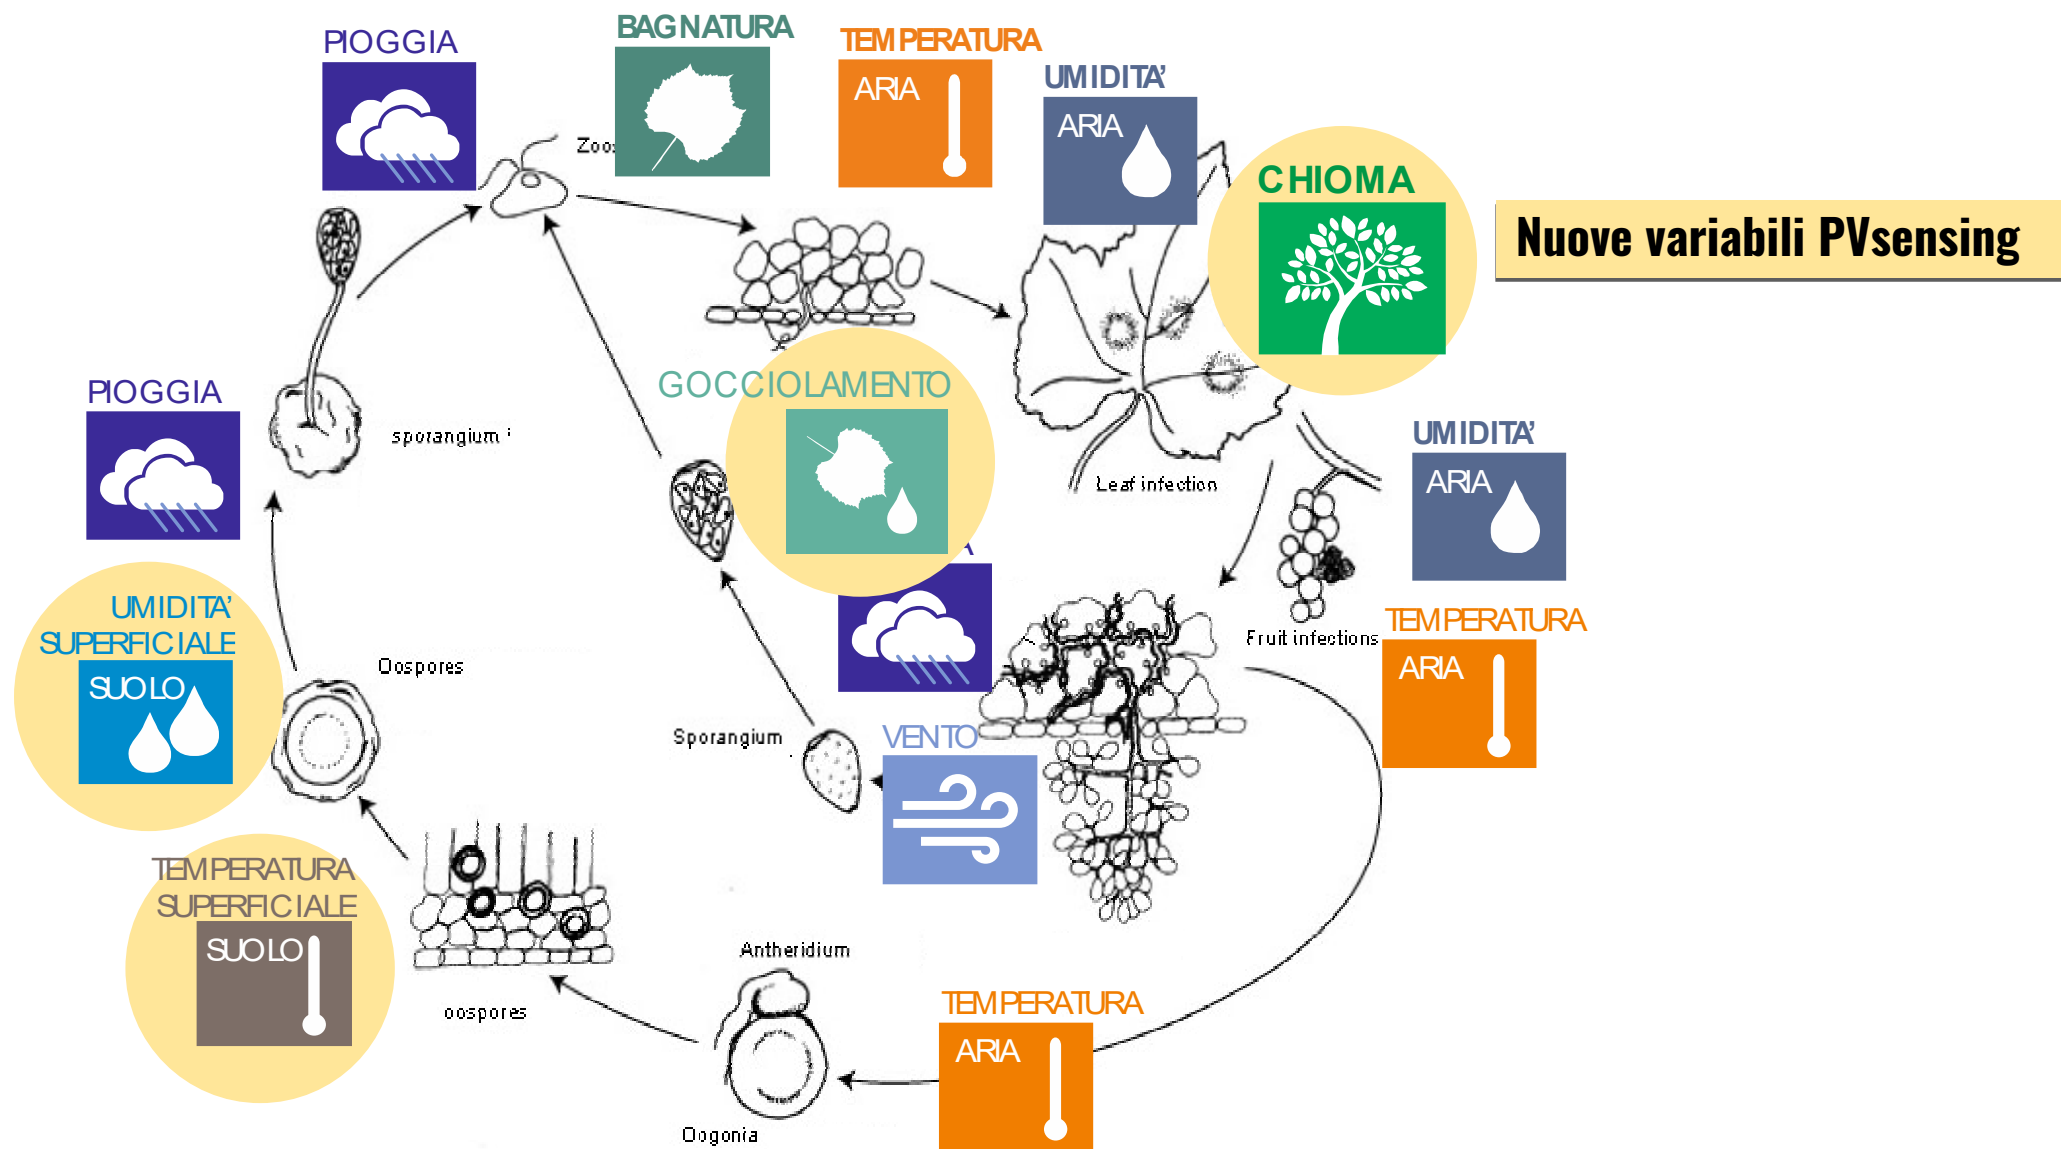 PIOGGIA
BAGNATURA
TEMPERATURA
ARIA
UMIDITA'
ARIA
CHIOMA
Nuove variabili PVsensing
PIOGGIA
sporangium
GOCCIOLAMENTO
Leaf infection
UMIDITA'
ARIA
UMIDITA'
SUPERFICIALE
SUOLO
Oospores
Fruit infections
TEMPERATURA
ARIA
Sporangium
VENTO
TEMPERATURA
SUPERFICIALE
SUOLO
oospores
Antheridium
TEMPERATURA
ARIA
Oogonia